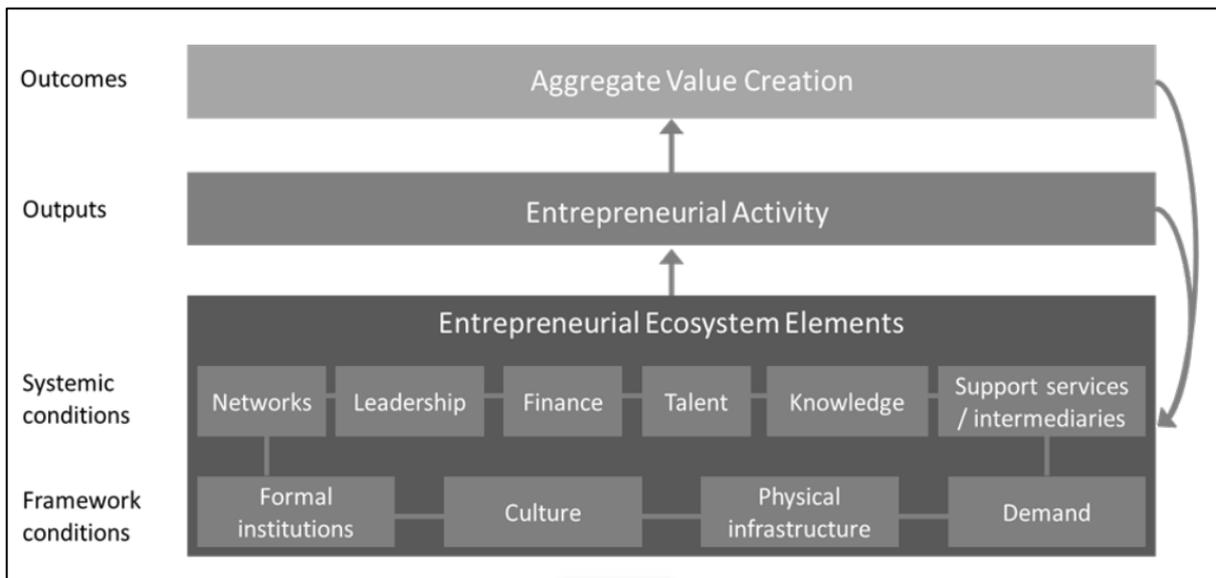 Outcomes
Aggregate Value Creation
Outputs
Entrepreneurial Activity
Entrepreneurial Ecosystem Elements
Systemic
conditions
Networks
Leadership
Finance
Talent
Knowledge
Support services
/ intermediaries
Framework
conditions
Formal
institutions
Culture
Physical
infrastructure
Demand